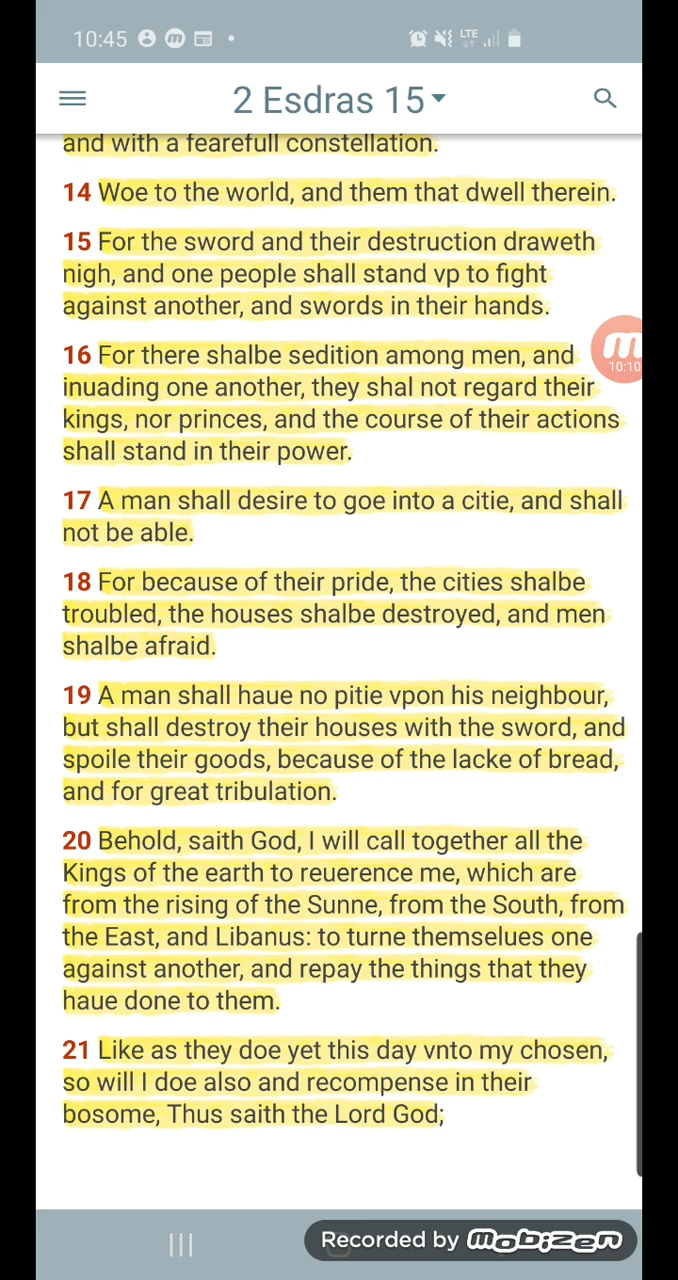 10:45
LTE
2 Esdras 15
and with a fearefull constellation.
14 Woe to the world, and them that dwell therein.
15 For the sword and their destruction draweth
nigh, and one people shall stand vp to fight
against another, and swords in their hands.
16 For there shalbe sedition among men, and
inuading one another, they shal not regard their
kings, nor princes, and the course of their actions
shall stand in their power.
m
10:10
17 A man shall desire to goe into a citie, and shall
not be able.
18 For because of their pride, the cities shalbe
troubled, the houses shalbe destroyed, and men
shalbe afraid.
19 A man shall haue no pitie vpon his neighbour,
but shall destroy their houses with the sword, and
spoile their goods, because of the lacke of bread,
and for great tribulation.
20 Behold, saith God, I will call together all the
Kings of the earth to reuerence me, which are
from the rising of the Sunne, from the South, from
the East, and Libanus: to turne themselues one
against another, and repay the things that they
haue done to them.
21 Like as they doe yet this day vnto my chosen,
so will I doe also and recompense in their
bosome, Thus saith the Lord God;
Recorded by mobizen